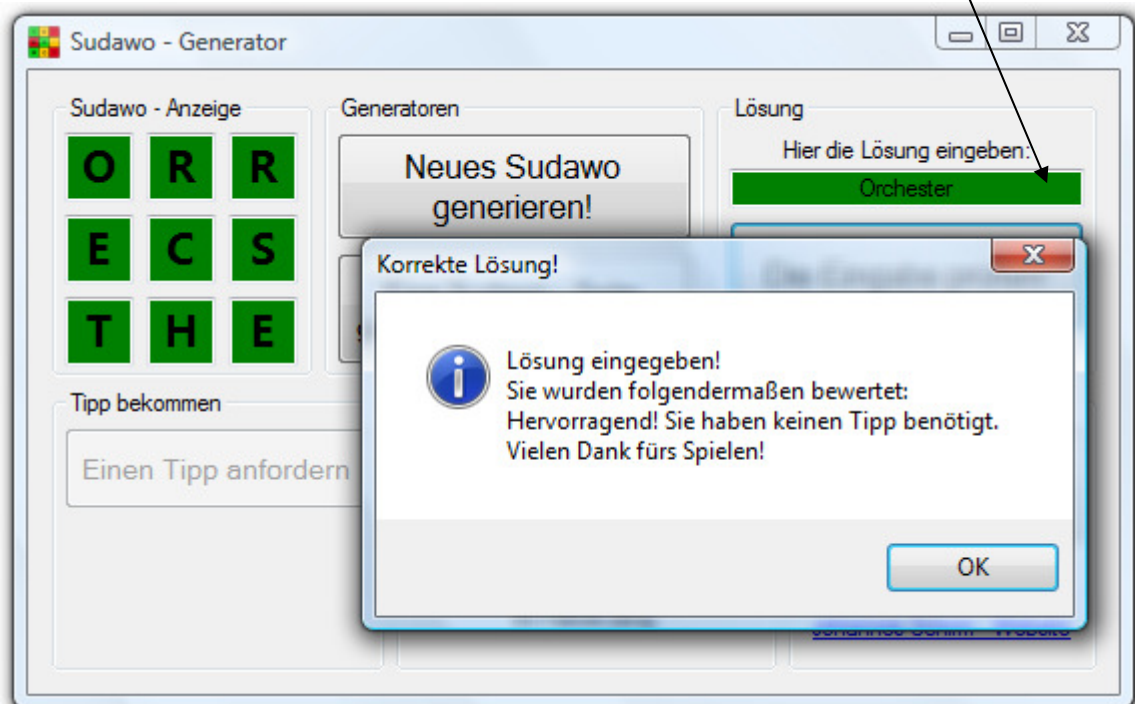 Sudawo - Generator
Sudawo - Anzeige
O R R
E C S
T H E
Generatoren
Neues Sudawo
generieren!
Lösung
Hier die Lösung eingeben:
Orchester
Korrekte Lösung!
Lösung eingegeben!
Sie wurden folgendermaßen bewertet:
Hervorragend! Sie haben keinen Tipp benötigt.
Vielen Dank fürs Spielen!
OK
Tipp bekommen
Einen Tipp anfordern